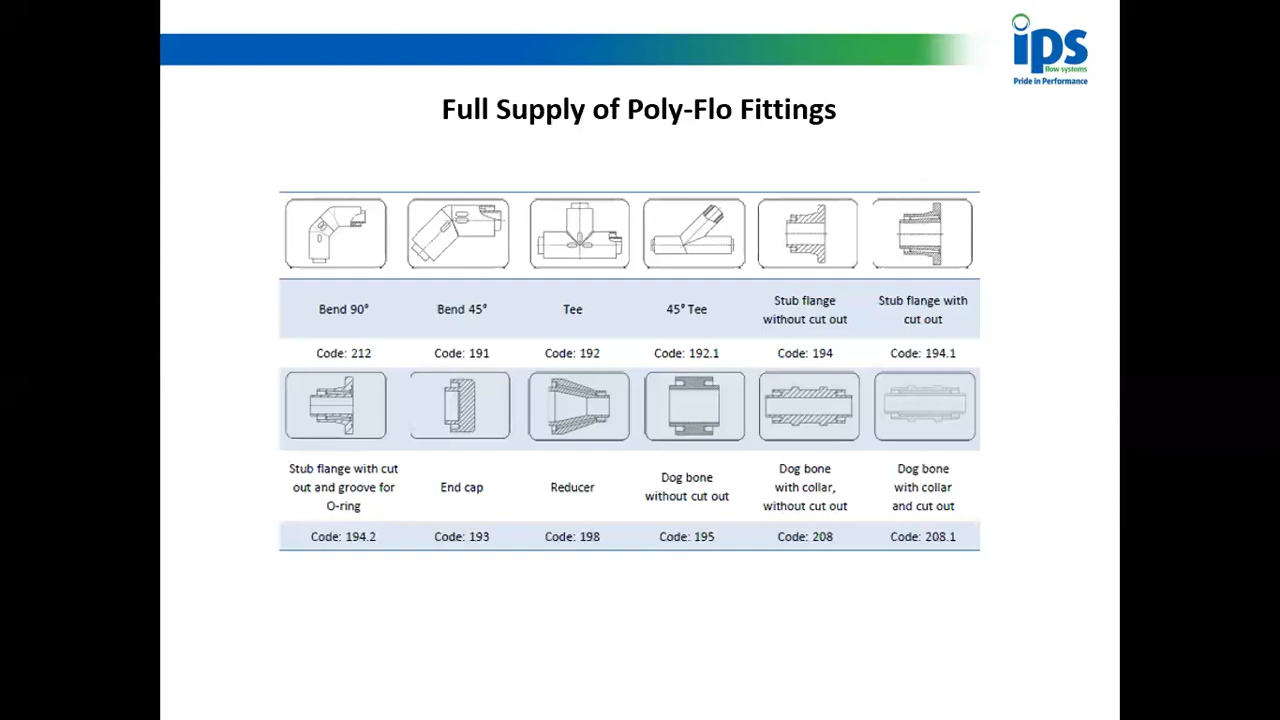 ips
flow systems
Pride in Performance
Full Supply of Poly-Flo Fittings
Bend 90°
Bend 45°
Tee
45° Tee
Stub flange
without cut out
Stub flange with
cut out
Code: 212
Code: 191
Code: 192
Code: 192.1
Code: 194
Code: 194.1
Stub flange with cut
out and groove for
O-ring
End cap
Reducer
Dog bone
without cut out
Dog bone
with collar,
without cut out
Dog bone
with collar
and cut out
Code: 194.2
Code: 193
Code: 198
Code: 195
Code: 208
Code: 208.1